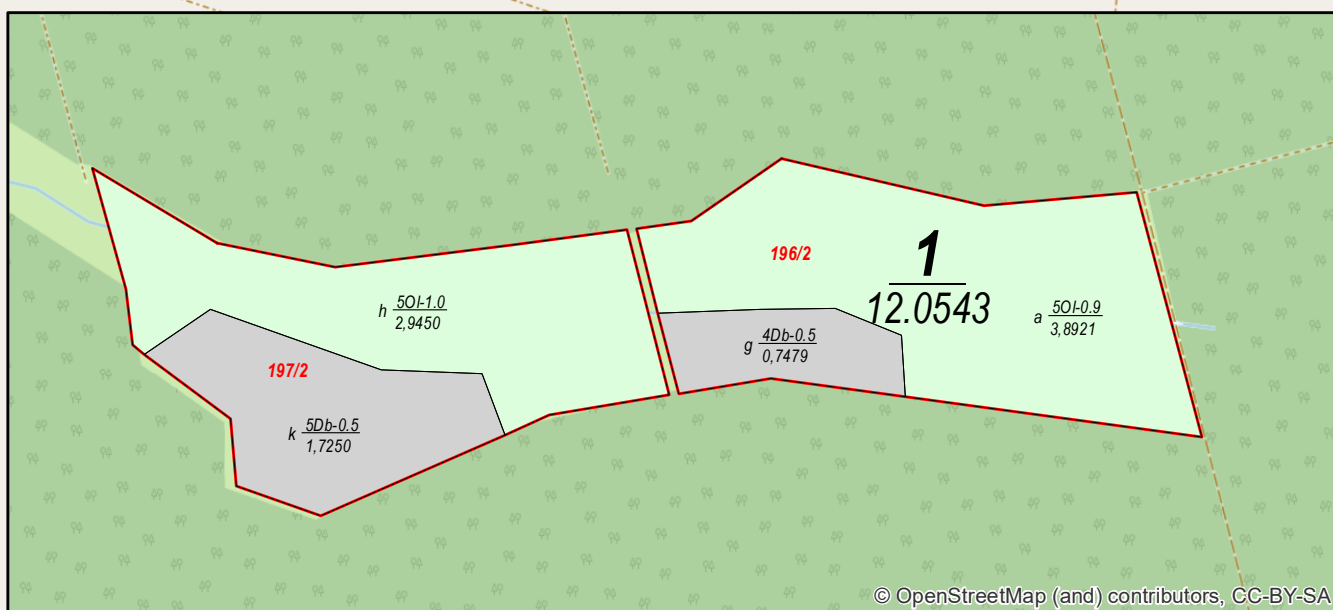 196/2
1
12.0543
a 5Ol-0.9
3,8921
h 5Ol-1.0
2,9450
g 4Db-0.5
0,7479
197/2
k 5Db-0.5
1,7250
© OpenStreetMap (and) contributors, CC-BY-SA